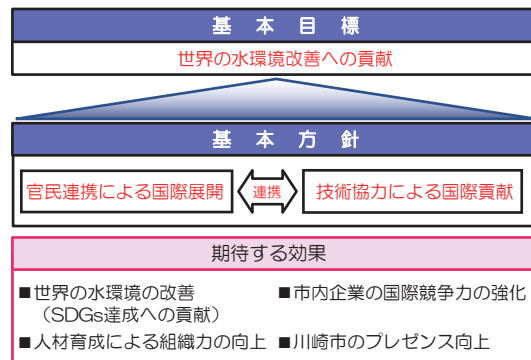 基本目標
世界の水環境改善への貢献
基本方針
官民連携による国際展開 連携 技術協力による国際貢献
期待する効果
■世界の水環境の改善 ■市内企業の国際競争力の強化
（SDGs達成への貢献）
■人材育成による組織力の向上 ■川崎市のプレゼンス向上